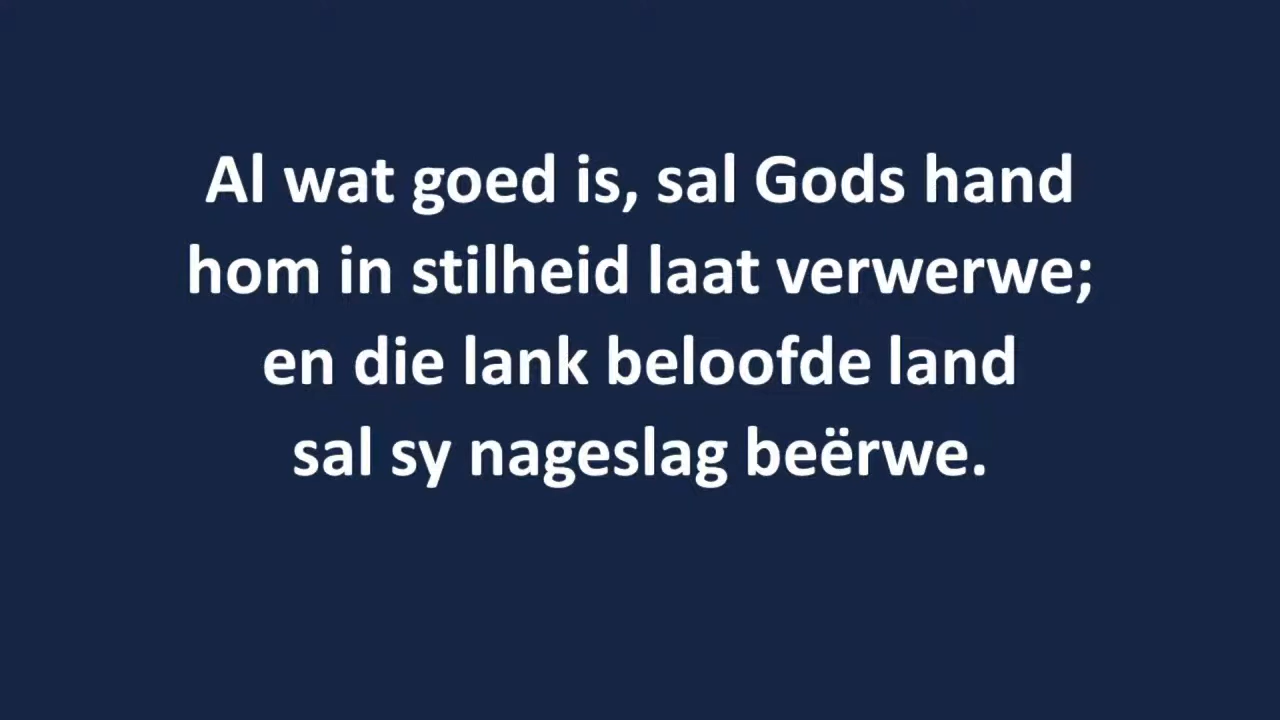 Al wat goed is, sal Gods hand
hom in stilheid laat verwerwe;
en die lank beloofde land
sal sy nageslag beërwe.